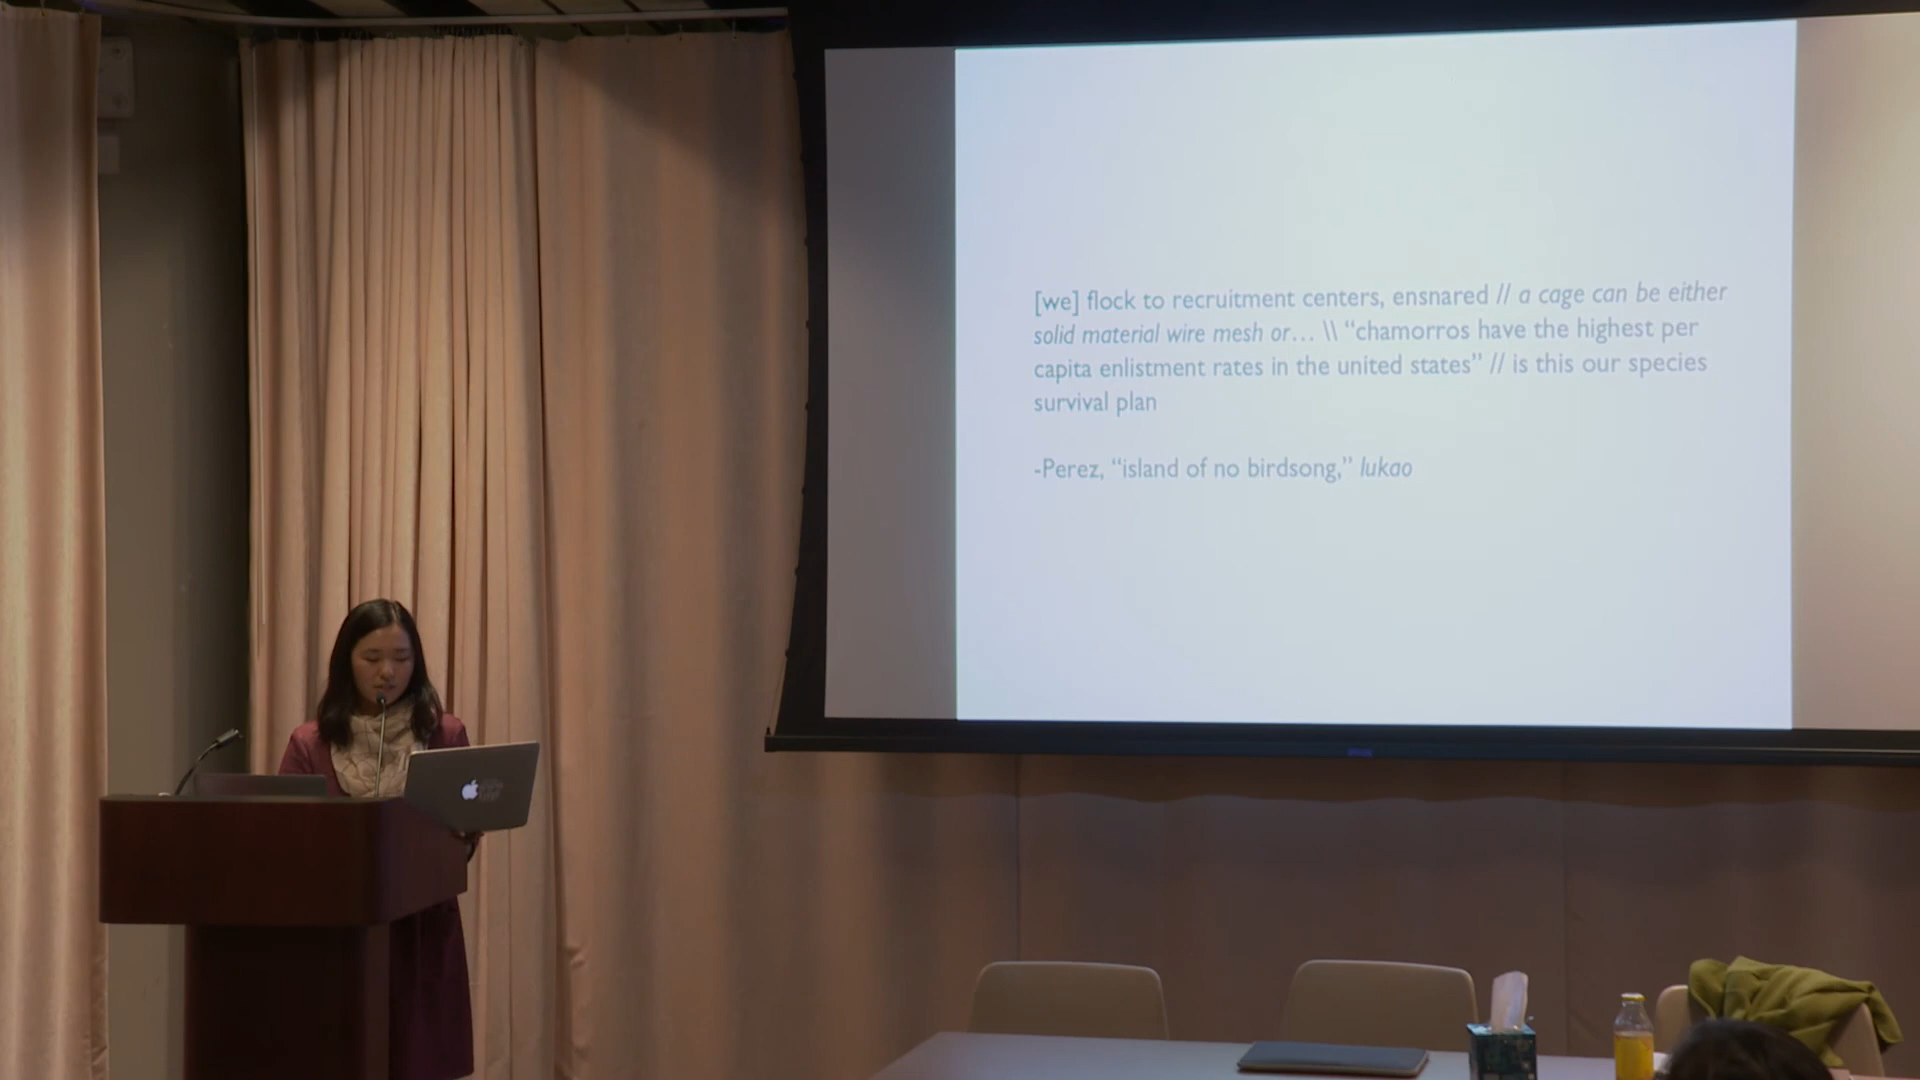 [we] flock to recruitment centers, ensnared // a cage can be either
solid material wire mesh or... \\ “chamorros have the highest per
capita enlistment rates in the united states” // is this our species
survival plan
-Perez, “island of no birdsong,” lukao